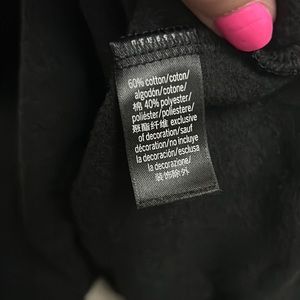 60% cotton/coton/
algodón/cotone/
棉 40% polyester/
poliéster/poliestere/
聚酯纤维 exclusive
of decoration/sauf
décoration/no incluye
la decoración/esclusa
la decorazione/
装饰除外